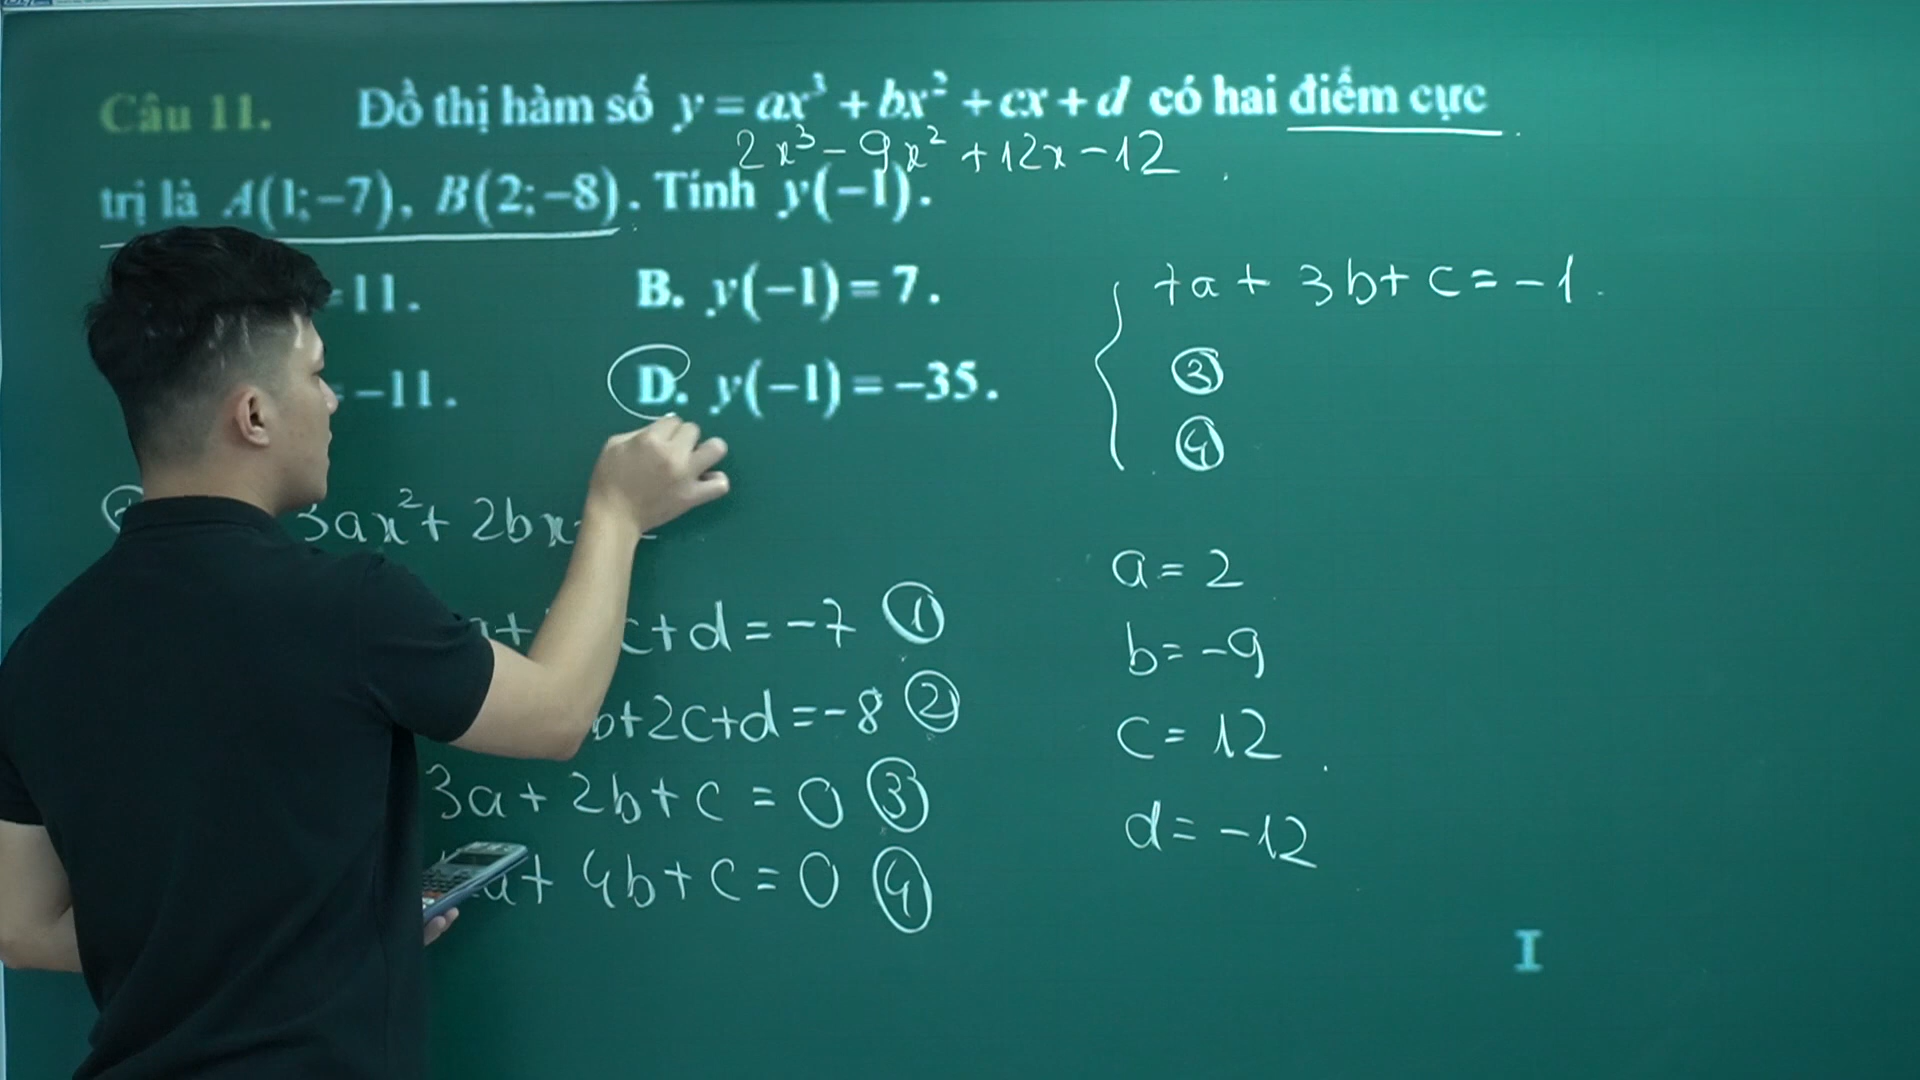 Câu 11. Đồ thị hàm số y = ax³ + bx² + cx + d có hai điểm cực
2x³ - 9x² + 12x - 12
trị là A(1;-7), B(2;-8). Tính y(-1).
=11. B. y(-1) = 7.
-11. D. y(-1) = -35.
7a + 3b + c = -1
③
④
3ax² + 2bx
c+d = -7 ①
b+2c+d = -8 ②
3a + 2b + c = 0 ③
a + 4b + c = 0 ④
a = 2
b = -9
c = 12
d = -12